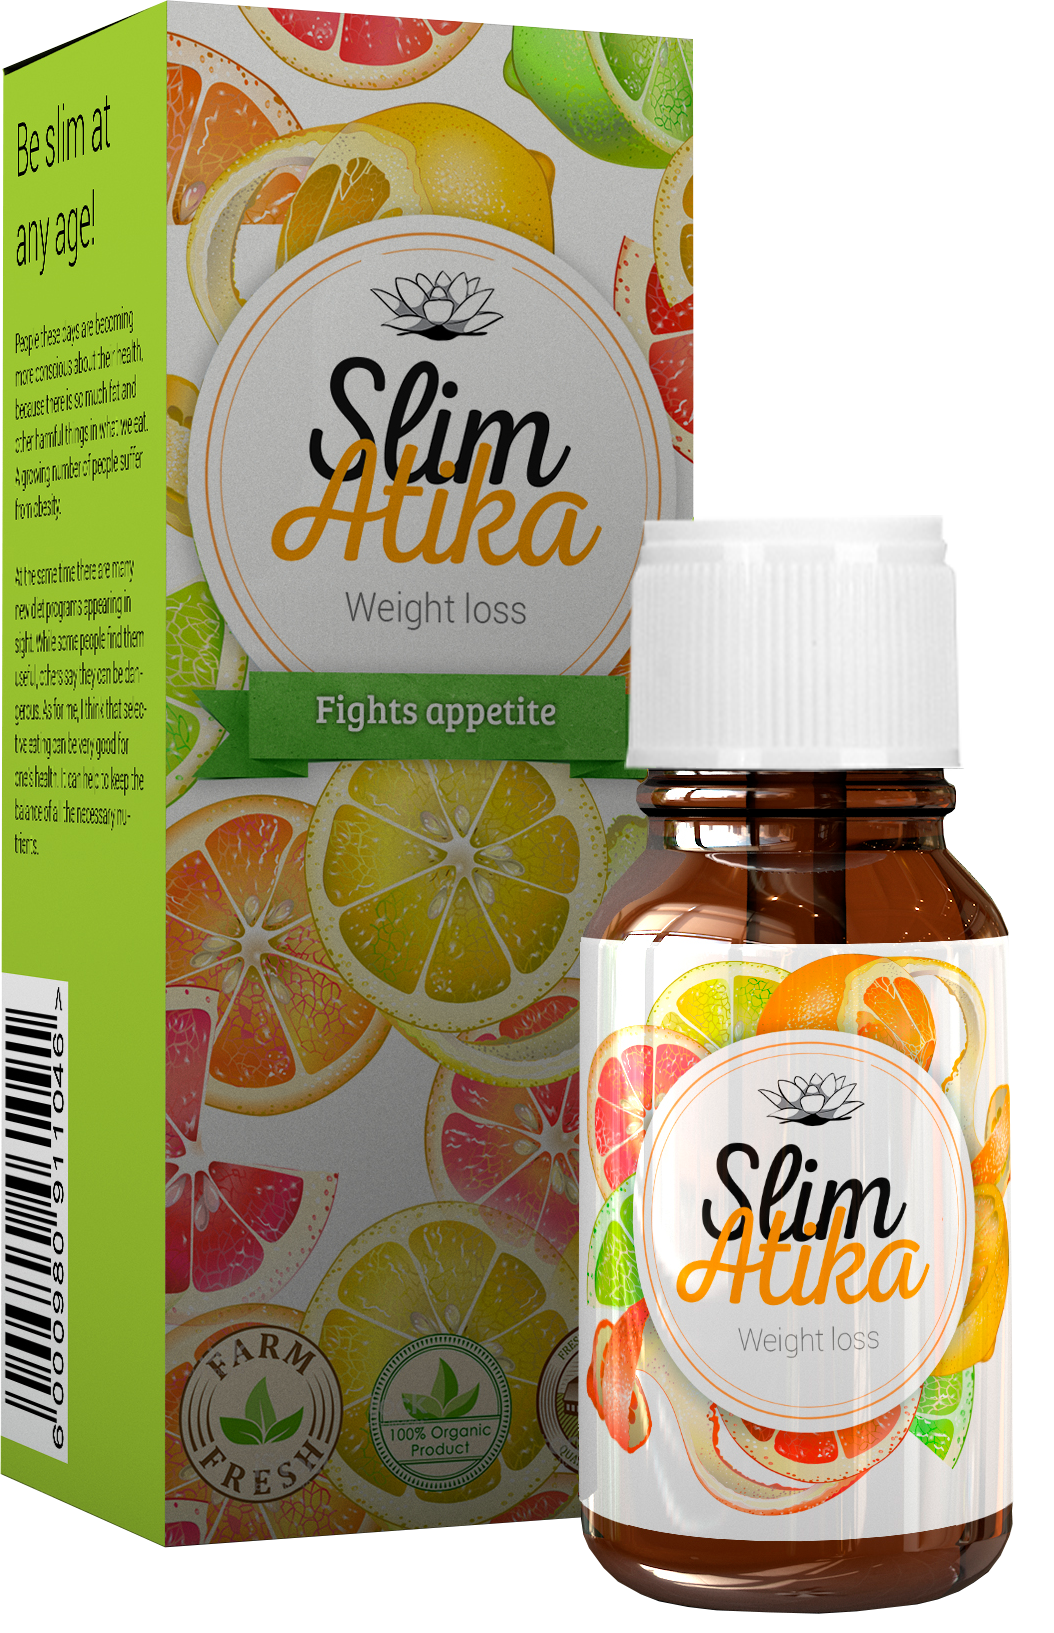 Be slim at
any age!
People these days are becoming
more conscious about their health,
because there is so much fat and
other harmful things in what we eat.
A growing number of people suffer
from obesity.
At the same time there are many
new diet programs appearing in
sight. While some people find them
useful, others say they can be dan-
gerous. As for me, I think that selec-
tive eating can be very good for
one's health. It can help to keep the
balance of all the necessary nu-
trients.
6000980911046 >
Slim
Atika
Weight loss
Fights appetite
FARM
FRESH
100% Organic
Product
FRES
QUA
Slim
Atika
Weight loss